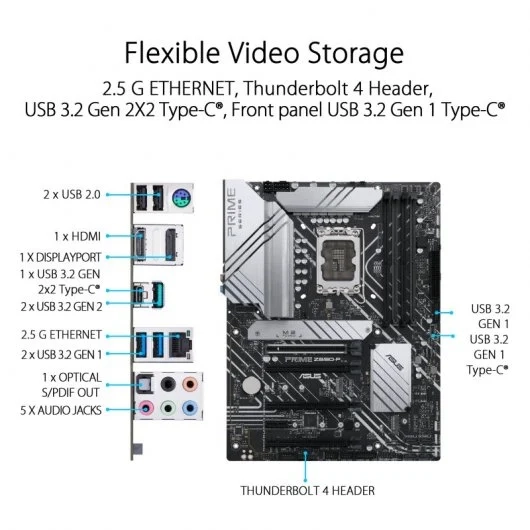 Flexible Video Storage
2.5 G ETHERNET, Thunderbolt 4 Header,
USB 3.2 Gen 2X2 Type-C®, Front panel USB 3.2 Gen 1 Type-C®
2 x USB 2.0
1 x HDMI
1 X DISPLAYPORT
1 x USB 3.2 GEN
2x2 Type-C®
2 x USB 3.2 GEN 2
2.5 G ETHERNET
2 x USB 3.2 GEN 1
1 x OPTICAL
S/PDIF OUT
5 X AUDIO JACKS
PRIME
SERIES
M.2
PRIME Z690-P
ASUS
ASUS
USB 3.2
GEN 1
USB 3.2
GEN 1
Type-C®
THUNDERBOLT 4 HEADER